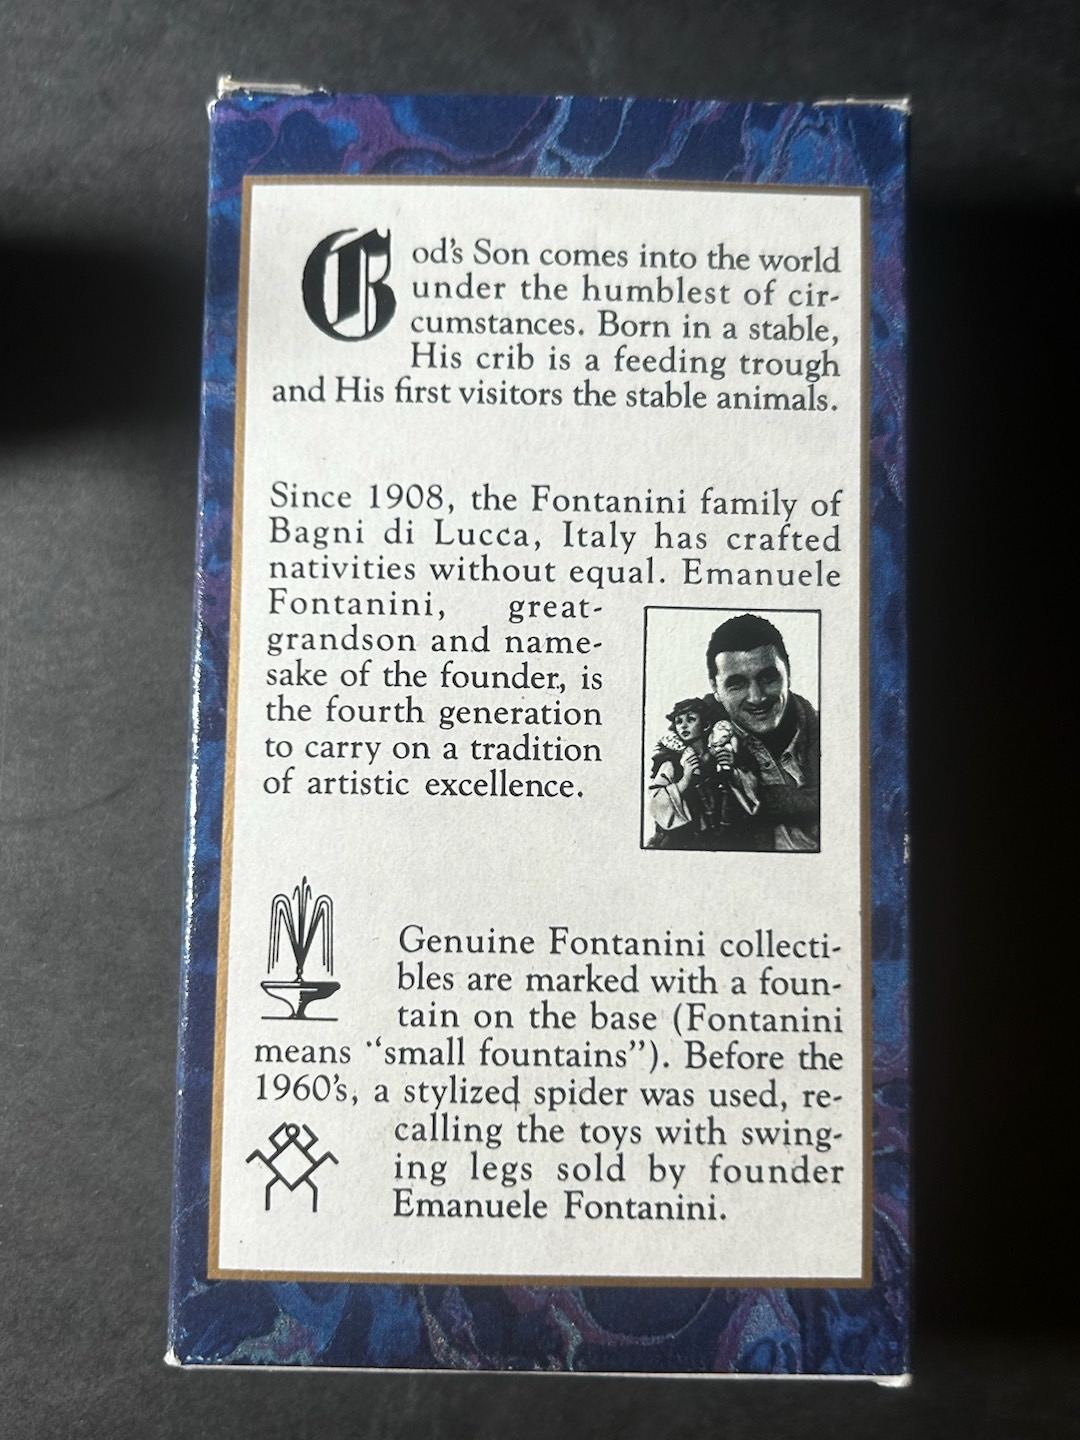 God's Son comes into the world
under the humblest of cir-
cumstances. Born in a stable,
His crib is a feeding trough
and His first visitors the stable animals.
Since 1908, the Fontanini family of
Bagni di Lucca, Italy has crafted
nativities without equal. Emanuele
Fontanini, great-
grandson and name-
sake of the founder, is
the fourth generation
to carry on a tradition
of artistic excellence.
Genuine Fontanini collecti-
bles are marked with a foun-
tain on the base (Fontanini
means “small fountains”). Before the
1960's, a stylized spider was used, re-
calling the toys with swing-
ing legs sold by founder
Emanuele Fontanini.